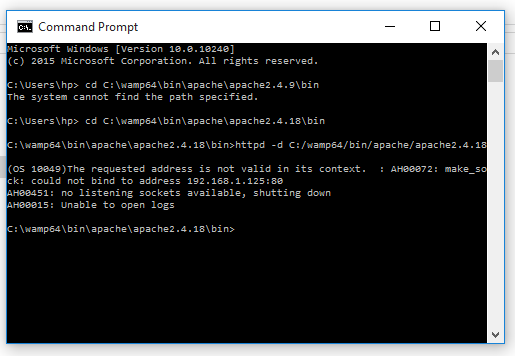 Command Prompt
Microsoft Windows [Version 10.0.10240]
(c) 2015 Microsoft Corporation. All rights reserved.
C:\Users\hp> cd C:\wamp64\bin\apache\apache2.4.9\bin
The system cannot find the path specified.
C:\Users\hp> cd C:\wamp64\bin\apache\apache2.4.18\bin
C:\wamp64\bin\apache\apache2.4.18\bin>httpd -d C:/wamp64/bin/apache/apache2.4.18
(OS 10049)The requested address is not valid in its context.  : AH00072: make_so
ck: could not bind to address 192.168.1.125:80
AH00451: no listening sockets available, shutting down
AH00015: Unable to open logs
C:\wamp64\bin\apache\apache2.4.18\bin>